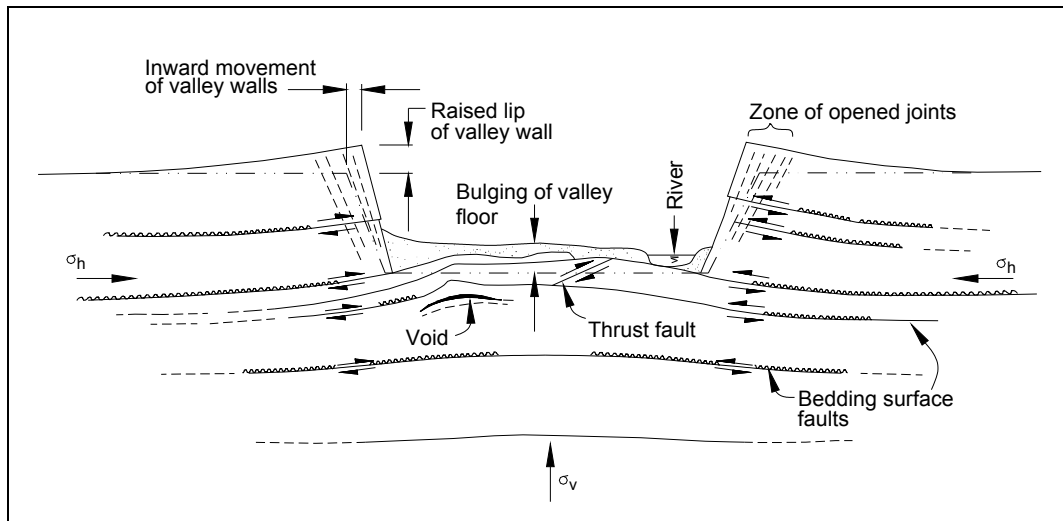 Inward movement
of valley walls
Raised lip
of valley wall
Zone of opened joints
Bulging of valley
floor
River
σh
σh
Void
Thrust fault
Bedding surface
faults
σv